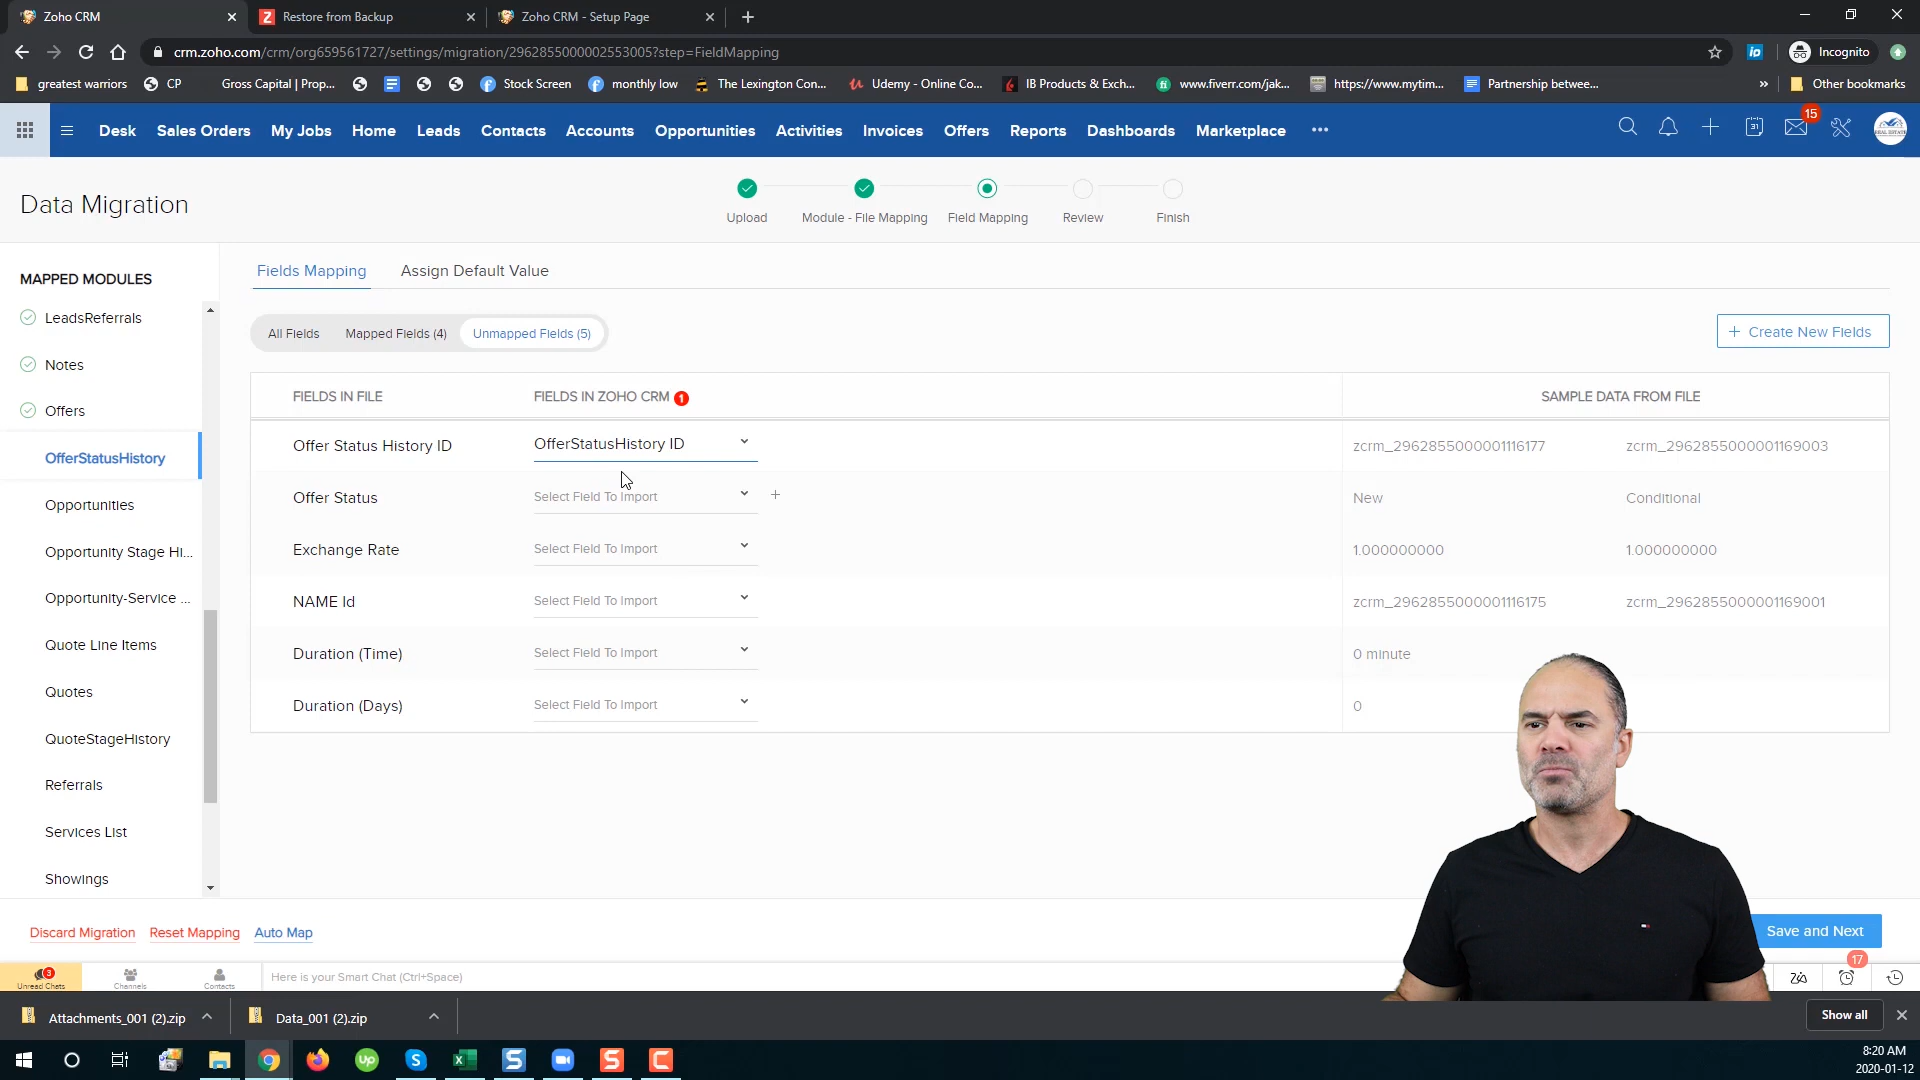 Zoho CRM
Restore from Backup
Zoho CRM - Setup Page
crm.zoho.com/crm/org659561727/settings/migration/2962855000002553005?step=FieldMapping
Incognito
greatest warriors
CP
Gross Capital | Prop...
Stock Screen
monthly low
The Lexington Con...
Udemy - Online Co...
IB Products & Exch...
www.fiverr.com/jak...
https://www.mytim...
Partnership betwee...
»
Other bookmarks
Desk
Sales Orders
My Jobs
Home
Leads
Contacts
Accounts
Opportunities
Activities
Invoices
Offers
Reports
Dashboards
Marketplace
31
15
REAL ESTATE
Data Migration
Upload
Module - File Mapping
Field Mapping
Review
Finish
MAPPED MODULES
LeadsReferrals
Notes
Offers
OfferStatusHistory
Opportunities
Opportunity Stage Hi...
Opportunity-Service ...
Quote Line Items
Quotes
QuoteStageHistory
Referrals
Services List
Showings
Fields Mapping
Assign Default Value
All Fields
Mapped Fields (4)
Unmapped Fields (5)
+ Create New Fields
FIELDS IN FILE
FIELDS IN ZOHO CRM 1
SAMPLE DATA FROM FILE
Offer Status History ID
OfferStatusHistory ID
zcrm_2962855000001116177
zcrm_2962855000001169003
Offer Status
Select Field To Import
+
New
Conditional
Exchange Rate
Select Field To Import
1.000000000
1.000000000
NAME Id
Select Field To Import
zcrm_2962855000001116175
zcrm_2962855000001169001
Duration (Time)
Select Field To Import
0 minute
Duration (Days)
Select Field To Import
0
Discard Migration
Reset Mapping
Auto Map
Save and Next
3
Unread Chats
Channels
Contacts
Here is your Smart Chat (Ctrl+Space)
17
Attachments_001 (2).zip
Data_001 (2).zip
Show all
8:20 AM
2020-01-12